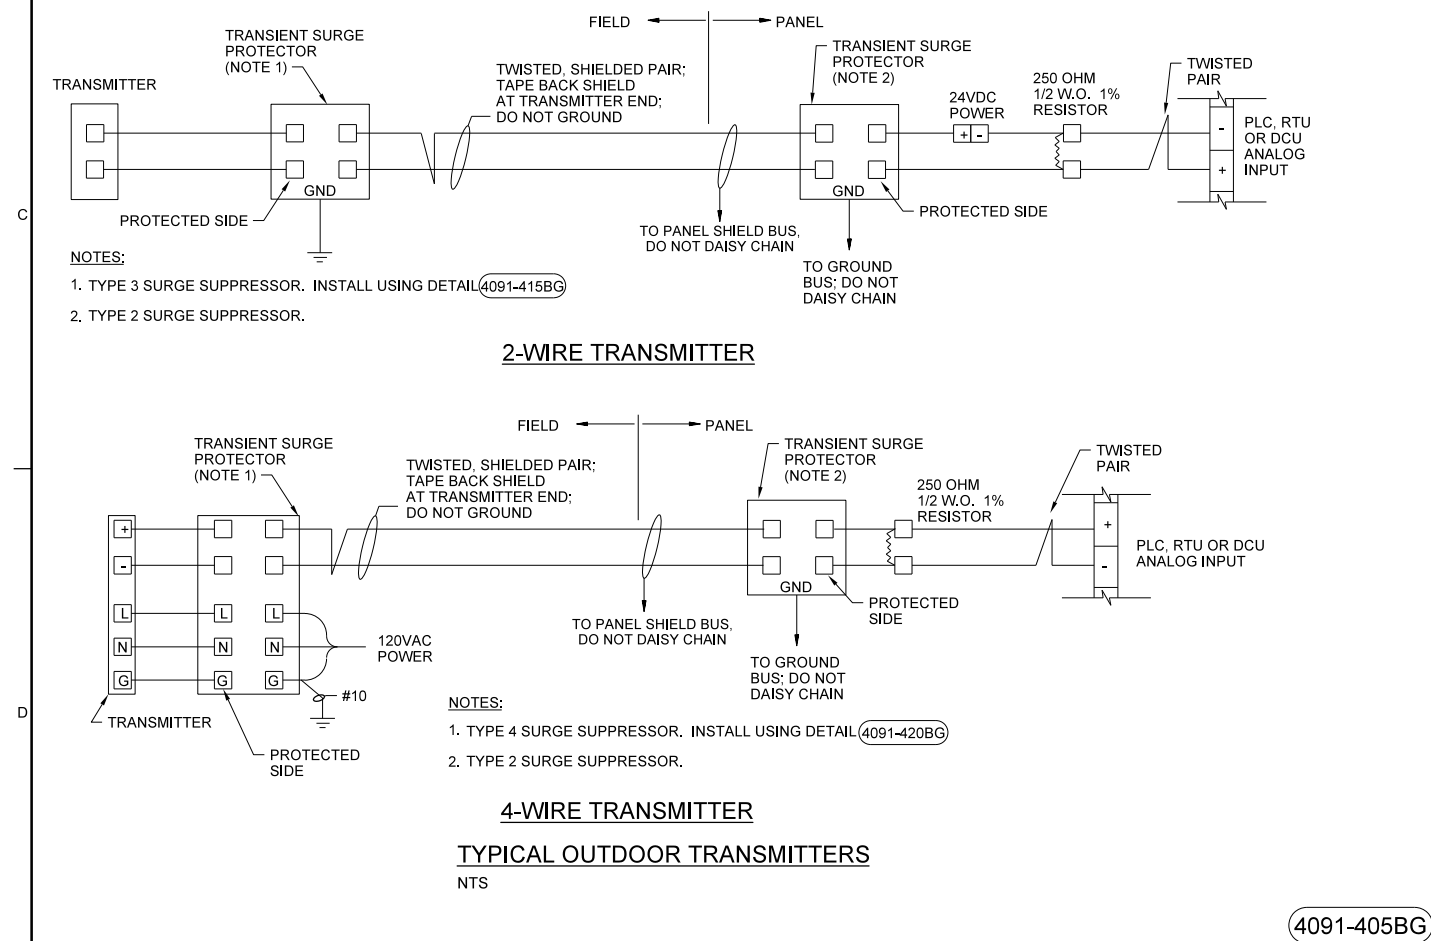 C
D
FIELD
PANEL
TRANSIENT SURGE
PROTECTOR
(NOTE 1)
TRANSMITTER
TWISTED, SHIELDED PAIR;
TAPE BACK SHIELD
AT TRANSMITTER END;
DO NOT GROUND
TRANSIENT SURGE
PROTECTOR
(NOTE 2)
24VDC
POWER
+ -
250 OHM
1/2 W.O. 1%
RESISTOR
TWISTED
PAIR
-
+
PLC, RTU
OR DCU
ANALOG
INPUT
GND
GND
PROTECTED SIDE
PROTECTED SIDE
TO PANEL SHIELD BUS,
DO NOT DAISY CHAIN
TO GROUND
BUS; DO NOT
DAISY CHAIN
NOTES:
1. TYPE 3 SURGE SUPPRESSOR. INSTALL USING DETAIL 4091-415BG
2. TYPE 2 SURGE SUPPRESSOR.
2-WIRE TRANSMITTER
FIELD
PANEL
TRANSIENT SURGE
PROTECTOR
(NOTE 1)
TWISTED, SHIELDED PAIR;
TAPE BACK SHIELD
AT TRANSMITTER END;
DO NOT GROUND
TRANSIENT SURGE
PROTECTOR
(NOTE 2)
250 OHM
1/2 W.O. 1%
RESISTOR
TWISTED
PAIR
+
-
PLC, RTU OR DCU
ANALOG INPUT
+
-
L L L
N N N
G G G
120VAC
POWER
#10
TRANSMITTER
PROTECTED
SIDE
GND
PROTECTED
SIDE
TO PANEL SHIELD BUS,
DO NOT DAISY CHAIN
TO GROUND
BUS; DO NOT
DAISY CHAIN
NOTES:
1. TYPE 4 SURGE SUPPRESSOR. INSTALL USING DETAIL 4091-420BG
2. TYPE 2 SURGE SUPPRESSOR.
4-WIRE TRANSMITTER
TYPICAL OUTDOOR TRANSMITTERS
NTS
4091-405BG